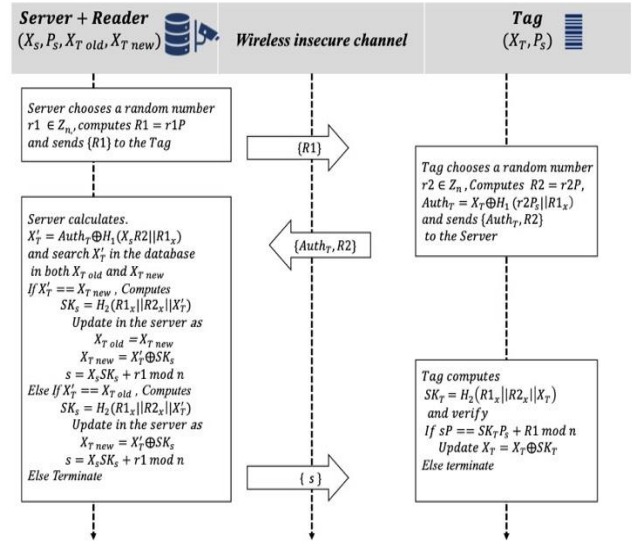 Server + Reader
(X_s, P_s, X_T old, X_T new)
Wireless insecure channel
Tag
(X_T, P_s)
Server chooses a random number
r1 ∈ Z_n, computes R1 = r1P
and sends {R1} to the Tag
{R1}
Tag chooses a random number
r2 ∈ Z_n, Computes R2 = r2P,
Auth_T = X_T⊕H_1(r2P_s||R1_x)
and sends {Auth_T, R2}
to the Server
{Auth_T, R2}
Server calculates.
X'_T = Auth_T⊕H_1(X_sR2||R1_x)
and search X'_T in the database
in both X_T old and X_T new
If X'_T == X_T new, Computes
SK_s = H_2(R1_x||R2_x||X'_T)
Update in the server as
X_T old = X_T new
X_T new = X'_T⊕SK_s
s = X_sSK_s + r1 mod n
Else If X'_T == X_T old, Computes
SK_s = H_2(R1_x||R2_x||X'_T)
Update in the server as
X_T new = X'_T⊕SK_s
s = X_sSK_s + r1 mod n
Else Terminate
{ s }
Tag computes
SK_T = H_2(R1_x||R2_x||X_T)
and verify
If sP == SK_TP_s + R1 mod n
Update X_T = X_T⊕SK_T
Else terminate